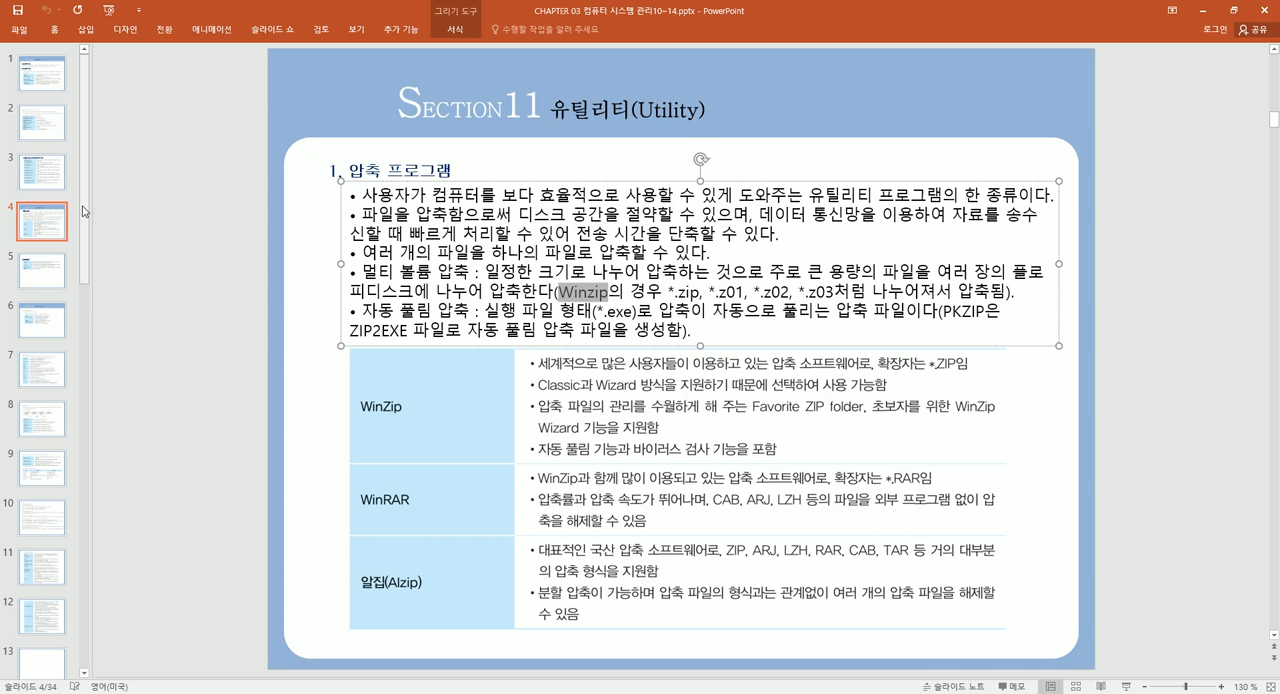 그리기 도구
CHAPTER 03 컴퓨터 시스템 관리10~14.pptx - PowerPoint
파일 홈 삽입 디자인 전환 애니메이션 슬라이드 쇼 검토 보기 추가 기능 서식 수행할 작업을 알려 주세요. 로그인 공유
SECTION11 유틸리티(Utility)
1. 압축 프로그램
• 사용자가 컴퓨터를 보다 효율적으로 사용할 수 있게 도와주는 유틸리티 프로그램의 한 종류이다.
• 파일을 압축함으로써 디스크 공간을 절약할 수 있으며, 데이터 통신망을 이용하여 자료를 송수
신할 때 빠르게 처리할 수 있어 전송 시간을 단축할 수 있다.
• 여러 개의 파일을 하나의 파일로 압축할 수 있다.
• 멀티 볼륨 압축 : 일정한 크기로 나누어 압축하는 것으로 주로 큰 용량의 파일을 여러 장의 플로
피디스크에 나누어 압축한다(Winzip의 경우 *.zip, *.z01, *.z02, *.z03처럼 나누어져서 압축됨).
• 자동 풀림 압축 : 실행 파일 형태(*.exe)로 압축이 자동으로 풀리는 압축 파일이다(PKZIP은
ZIP2EXE 파일로 자동 풀림 압축 파일을 생성함).
WinZip
• 세계적으로 많은 사용자들이 이용하고 있는 압축 소프트웨어로, 확장자는 *.ZIP임
• Classic과 Wizard 방식을 지원하기 때문에 선택하여 사용 가능함
• 압축 파일의 관리를 수월하게 해 주는 Favorite ZIP folder, 초보자를 위한 WinZip
Wizard 기능을 지원함
• 자동 풀림 기능과 바이러스 검사 기능을 포함
WinRAR
• WinZip과 함께 많이 이용되고 있는 압축 소프트웨어로, 확장자는 *.RAR임
• 압축률과 압축 속도가 뛰어나며, CAB, ARJ, LZH 등의 파일을 외부 프로그램 없이 압
축을 해제할 수 있음
알집(Alzip)
• 대표적인 국산 압축 소프트웨어로, ZIP, ARJ, LZH, RAR, CAB, TAR 등 거의 대부분
의 압축 형식을 지원함
• 분할 압축이 가능하며 압축 파일의 형식과는 관계없이 여러 개의 압축 파일을 해제할
수 있음
1
2
3
4
5
6
7
8
9
10
11
12
13
슬라이드 4/34 영어(미국) 슬라이드 노트 메모 130 %